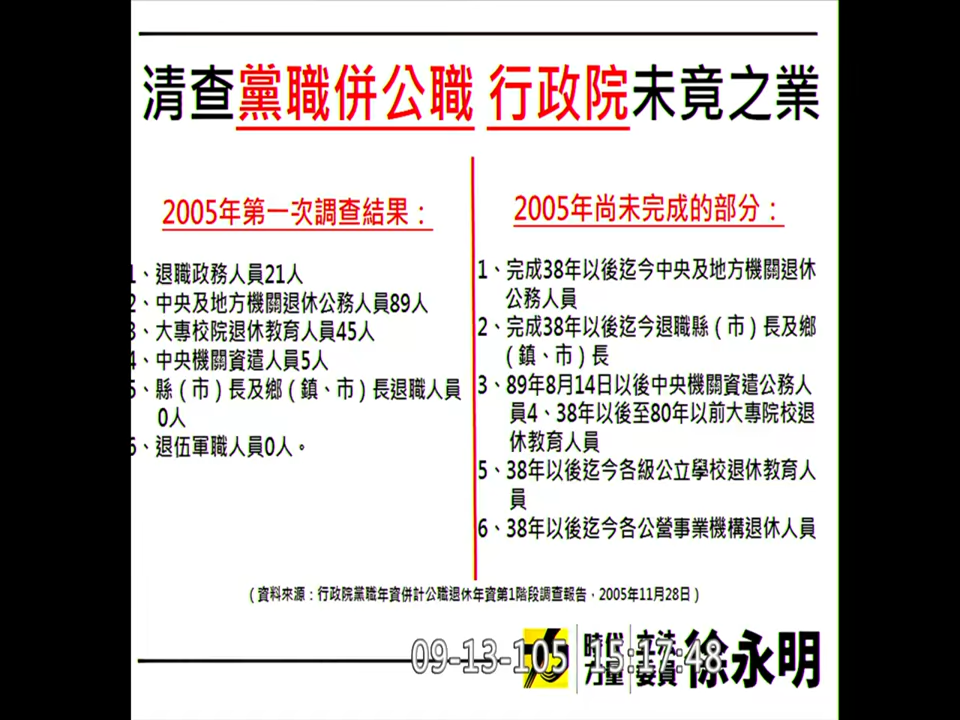 清查黨職併公職 行政院未竟之業
2005年第一次調查結果：
1、退職政務人員21人
2、中央及地方機關退休公務人員89人
3、大專校院退休教育人員45人
4、中央機關資遣人員5人
5、縣（市）長及鄉（鎮、市）長退職人員
0人
6、退伍軍職人員0人。
2005年尚未完成的部分：
1、完成38年以後迄今中央及地方機關退休
公務人員
2、完成38年以後迄今退職縣（市）長及鄉
（鎮、市）長
3、89年8月14日以後中央機關資遣公務人
員4、38年以後至80年以前大專院校退
休教育人員
5、38年以後迄今各級公立學校退休教育人
員
6、38年以後迄今各公營事業機構退休人員
（資料來源：行政院黨職年資併計公職退休年資第1階段調查報告，2005年11月28日）
時代
力量
立法
委員
徐永明
09-13-105 15:17:48